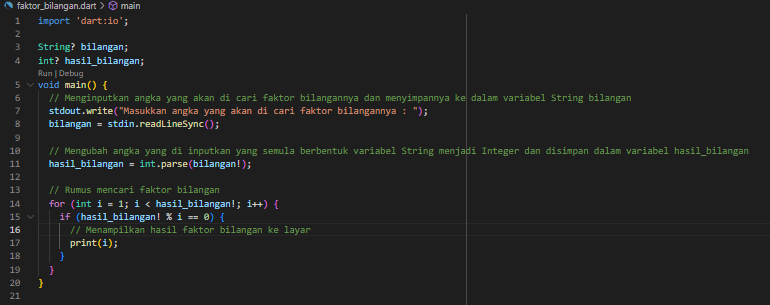 faktor_bilangan.dart > main
1 import 'dart:io';
2
3 String? bilangan;
4 int? hasil_bilangan;
Run | Debug
5 void main() {
6 // Menginputkan angka yang akan di cari faktor bilangannya dan menyimpannya ke dalam variabel String bilangan
7 stdout.write("Masukkan angka yang akan di cari faktor bilangannya : ");
8 bilangan = stdin.readLineSync();
9
10 // Mengubah angka yang di inputkan yang semula berbentuk variabel String menjadi Integer dan disimpan dalam variabel hasil_bilangan
11 hasil_bilangan = int.parse(bilangan!);
12
13 // Rumus mencari faktor bilangan
14 for (int i = 1; i < hasil_bilangan!; i++) {
15 if (hasil_bilangan! % i == 0) {
16 // Menampilkan hasil faktor bilangan ke layar
17 print(i);
18 }
19 }
20 }
21